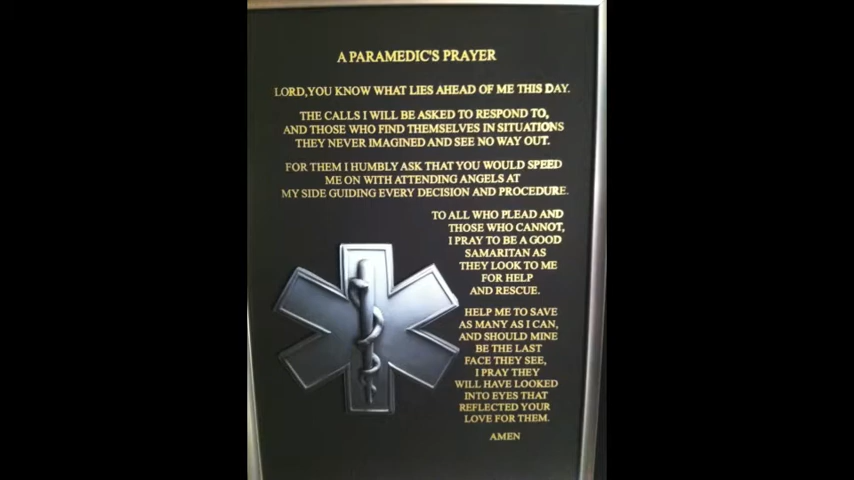 A PARAMEDIC'S PRAYER
LORD,YOU KNOW WHAT LIES AHEAD OF ME THIS DAY.
THE CALLS I WILL BE ASKED TO RESPOND TO,
AND THOSE WHO FIND THEMSELVES IN SITUATIONS
THEY NEVER IMAGINED AND SEE NO WAY OUT.
FOR THEM I HUMBLY ASK THAT YOU WOULD SPEED
ME ON WITH ATTENDING ANGELS AT
MY SIDE GUIDING EVERY DECISION AND PROCEDURE.
TO ALL WHO PLEAD AND
THOSE WHO CANNOT,
I PRAY TO BE A GOOD
SAMARITAN AS
THEY LOOK TO ME
FOR HELP
AND RESCUE.
HELP ME TO SAVE
AS MANY AS I CAN,
AND SHOULD MINE
BE THE LAST
FACE THEY SEE,
I PRAY THEY
WILL HAVE LOOKED
INTO EYES THAT
REFLECTED YOUR
LOVE FOR THEM.
AMEN